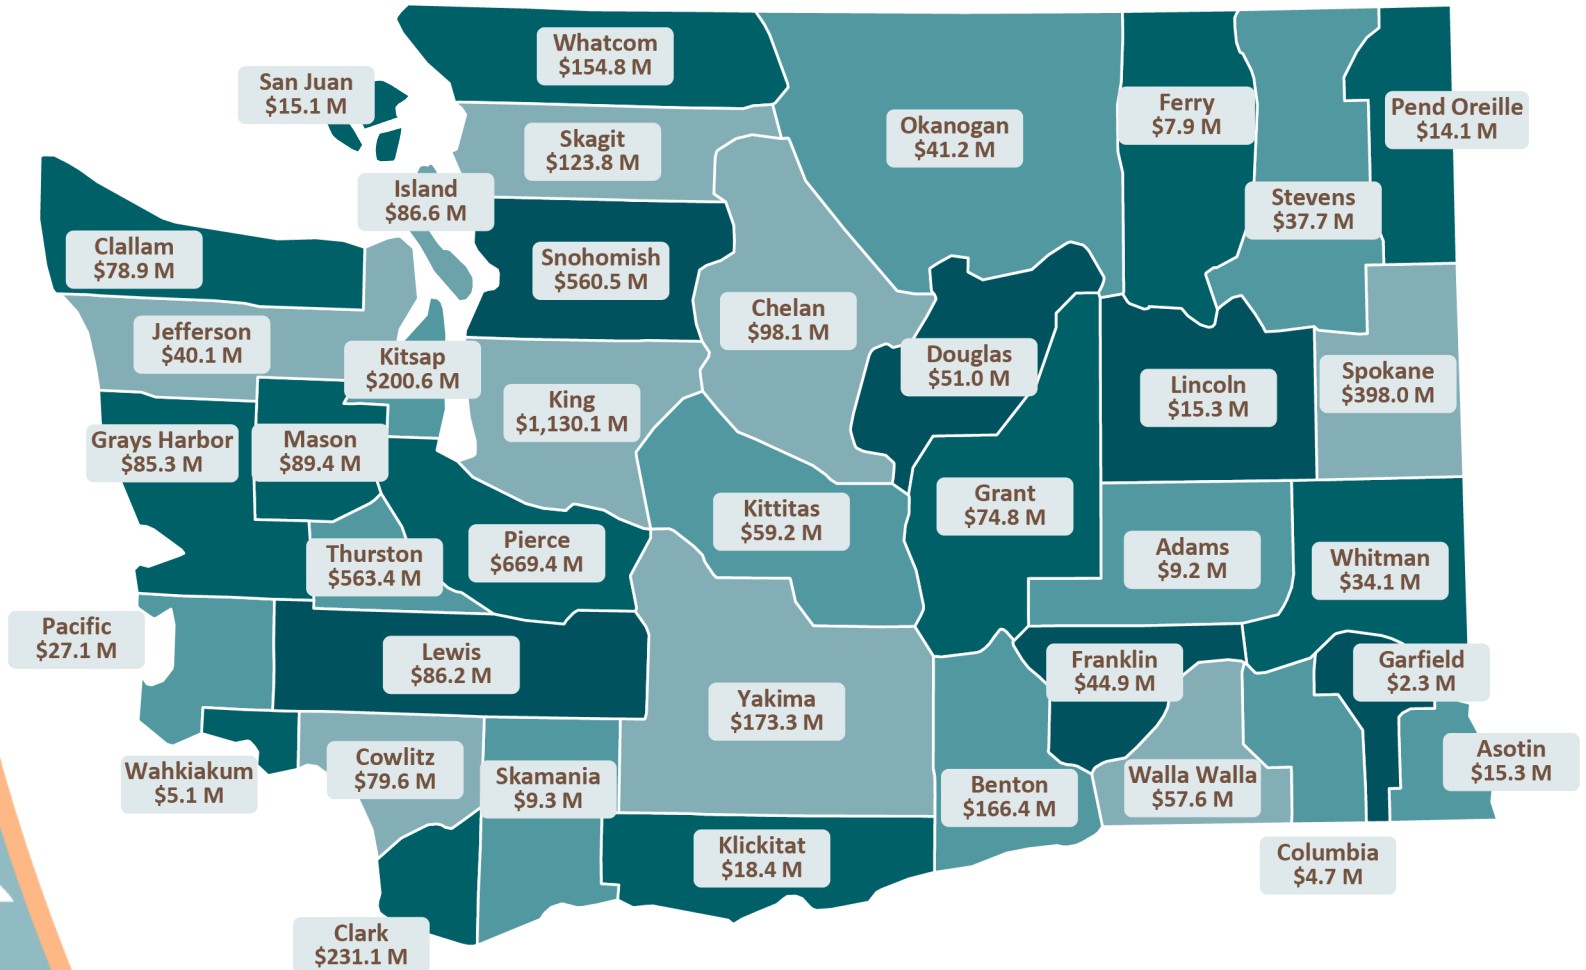 Whatcom
$154.8 M
San Juan
$15.1 M
Skagit
$123.8 M
Okanogan
$41.2 M
Ferry
$7.9 M
Pend Oreille
$14.1 M
Island
$86.6 M
Stevens
$37.7 M
Clallam
$78.9 M
Snohomish
$560.5 M
Chelan
$98.1 M
Jefferson
$40.1 M
Kitsap
$200.6 M
Douglas
$51.0 M
Lincoln
$15.3 M
Spokane
$398.0 M
King
$1,130.1 M
Grays Harbor
$85.3 M
Mason
$89.4 M
Kittitas
$59.2 M
Grant
$74.8 M
Thurston
$563.4 M
Pierce
$669.4 M
Adams
$9.2 M
Whitman
$34.1 M
Pacific
$27.1 M
Lewis
$86.2 M
Franklin
$44.9 M
Garfield
$2.3 M
Yakima
$173.3 M
Wahkiakum
$5.1 M
Cowlitz
$79.6 M
Skamania
$9.3 M
Benton
$166.4 M
Walla Walla
$57.6 M
Asotin
$15.3 M
Klickitat
$18.4 M
Columbia
$4.7 M
Clark
$231.1 M